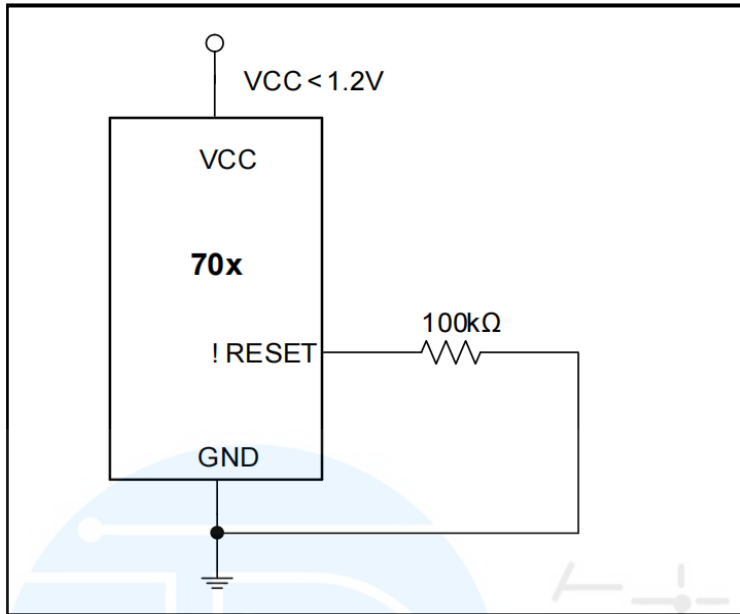 VCC < 1.2V
VCC
70x
100kΩ
! RESET
GND